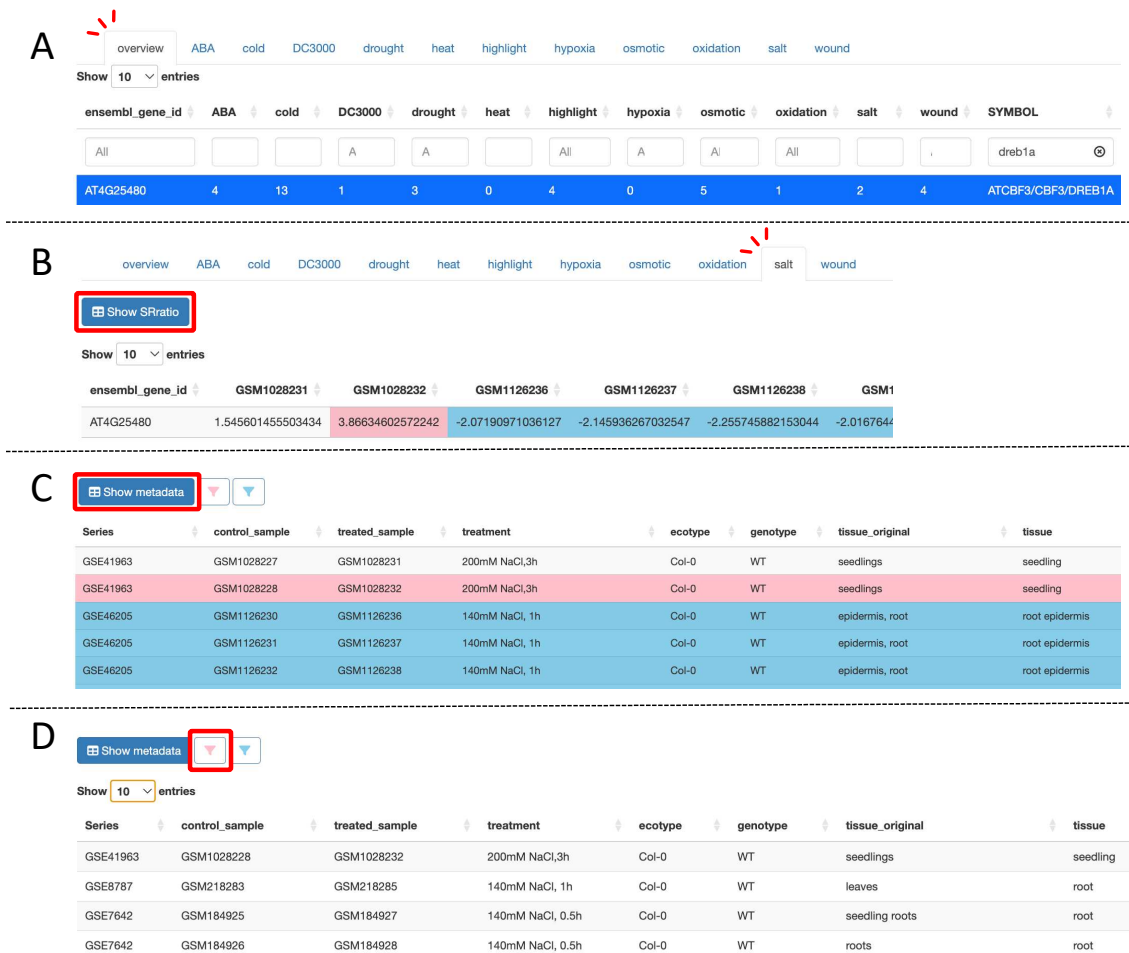 A
overview ABA cold DC3000 drought heat highlight hypoxia osmotic oxidation salt wound
Show 10 entries
ensembl_gene_id ABA cold DC3000 drought heat highlight hypoxia osmotic oxidation salt wound SYMBOL
All A A All A Al All dreb1a
AT4G25480 4 13 1 3 0 4 0 5 1 2 4 ATCBF3/CBF3/DREB1A
B
overview ABA cold DC3000 drought heat highlight hypoxia osmotic oxidation salt wound
Show SRratio
Show 10 entries
ensembl_gene_id GSM1028231 GSM1028232 GSM1126236 GSM1126237 GSM1126238 GSM1
AT4G25480 1.545601455503434 3.86634602572242 -2.07190971036127 -2.145936267032547 -2.255745882153044 -2.0167644
C
Show metadata
Series control_sample treated_sample treatment ecotype genotype tissue_original tissue
GSE41963 GSM1028227 GSM1028231 200mM NaCl,3h Col-0 WT seedlings seedling
GSE41963 GSM1028228 GSM1028232 200mM NaCl,3h Col-0 WT seedlings seedling
GSE46205 GSM1126230 GSM1126236 140mM NaCl, 1h Col-0 WT epidermis, root root epidermis
GSE46205 GSM1126231 GSM1126237 140mM NaCl, 1h Col-0 WT epidermis, root root epidermis
GSE46205 GSM1126232 GSM1126238 140mM NaCl, 1h Col-0 WT epidermis, root root epidermis
D
Show metadata
Show 10 entries
Series control_sample treated_sample treatment ecotype genotype tissue_original tissue
GSE41963 GSM1028228 GSM1028232 200mM NaCl,3h Col-0 WT seedlings seedling
GSE8787 GSM218283 GSM218285 140mM NaCl, 1h Col-0 WT leaves root
GSE7642 GSM184925 GSM184927 140mM NaCl, 0.5h Col-0 WT seedling roots root
GSE7642 GSM184926 GSM184928 140mM NaCl, 0.5h Col-0 WT roots root